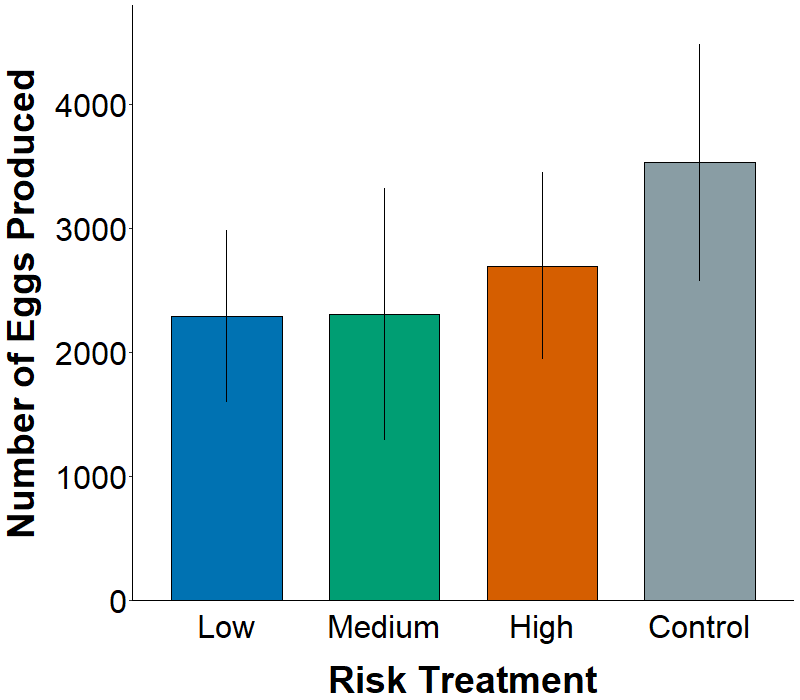 Number of Eggs Produced
4000
3000
2000
1000
0
Low Medium High Control
Risk Treatment